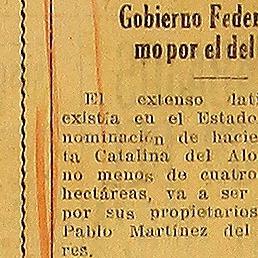 Gobierno Feder
mo por el del
El extenso lati
existía en el Estado
nominación de hacie
ta Catalina del Alo
no menos de cuatro
hectáreas, va a ser
por sus propietarios
Pablo Martínez del
res.